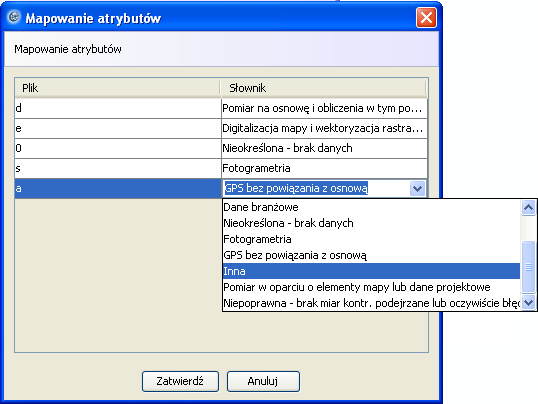 Mapowanie atrybutów
Mapowanie atrybutów
Plik Słownik
d Pomiar na osnowę i obliczenia w tym po...
e Digitalizacja mapy i wektoryzacja rastra...
0 Nieokreślona - brak danych
s Fotogrametria
a GPS bez powiązania z osnową
Dane branżowe
Nieokreślona - brak danych
Fotogrametria
GPS bez powiązania z osnową
Inna
Pomiar w oparciu o elementy mapy lub dane projektowe
Niepoprawna - brak miar kontr. podejrzane lub oczywiście błęd
Zatwierdź Anuluj